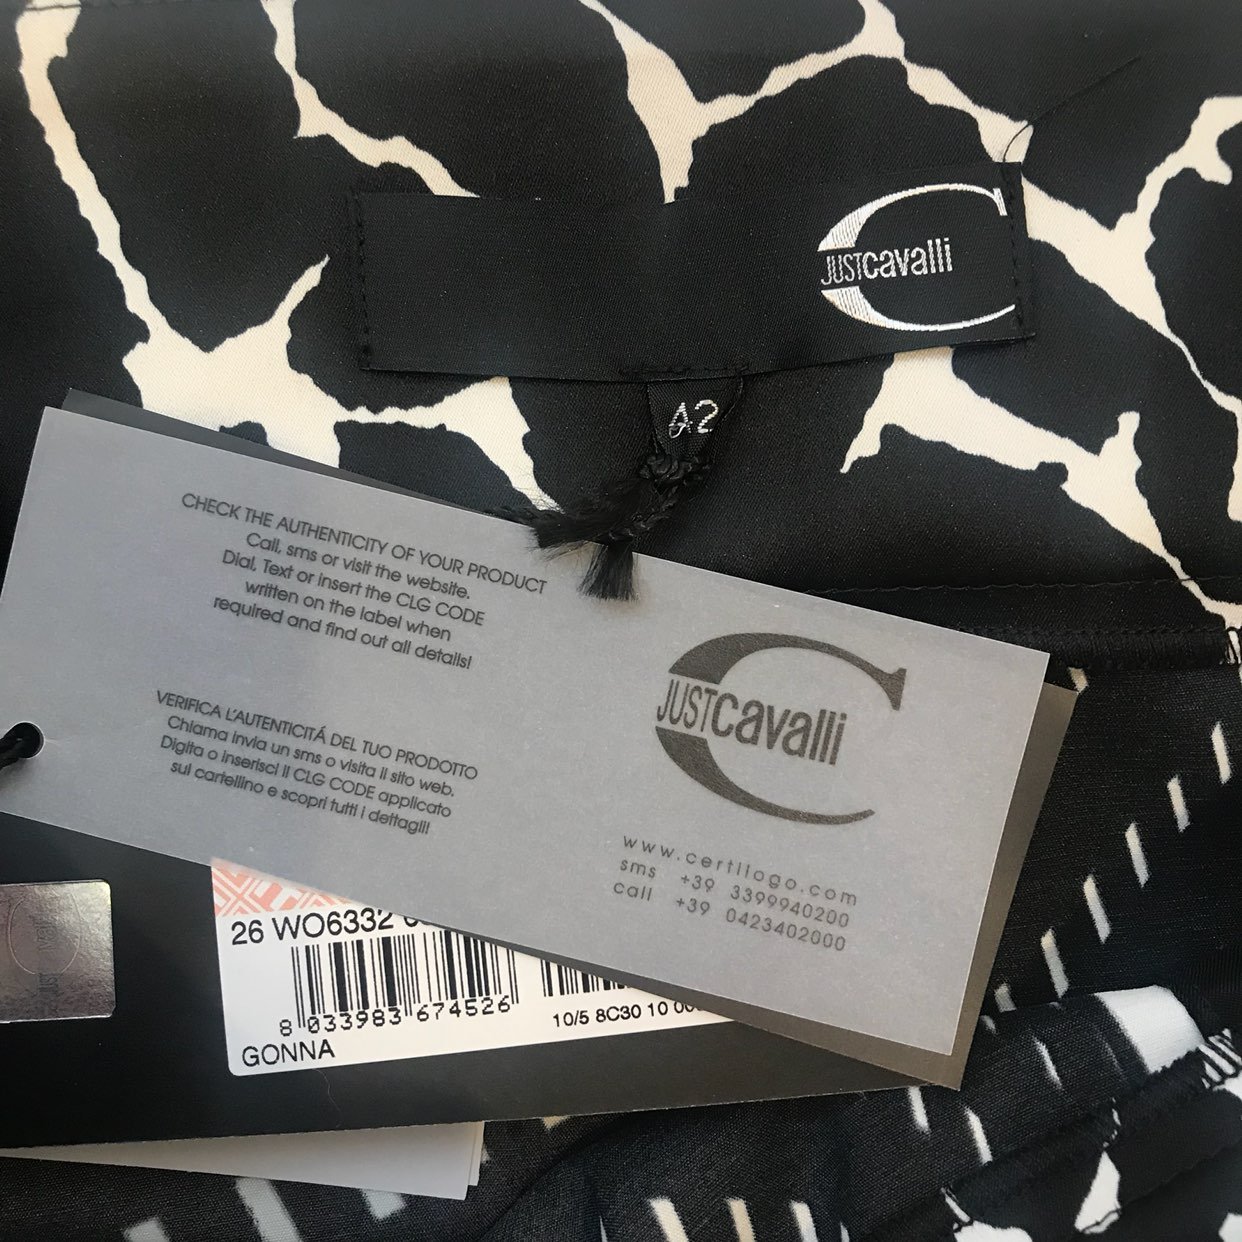 JUSTcavalli
42
CHECK THE AUTHENTICITY OF YOUR PRODUCT
Call, sms or visit the website.
Dial, Text or insert the CLG CODE
written on the label when
required and find out all details!
VERIFICA L'AUTENTICITÁ DEL TUO PRODOTTO
Chiama invia un sms o visita il sito web.
Digita o inserisci il CLG CODE applicato
sul cartellino e scopri tutti i dettagli!
JUSTcavalli
www.certilogo.com
sms +39 3399940200
call +39 0423402000
JUST cavalli
26 WO6332
8 033983 674526
10/5 8C30 10
GONNA